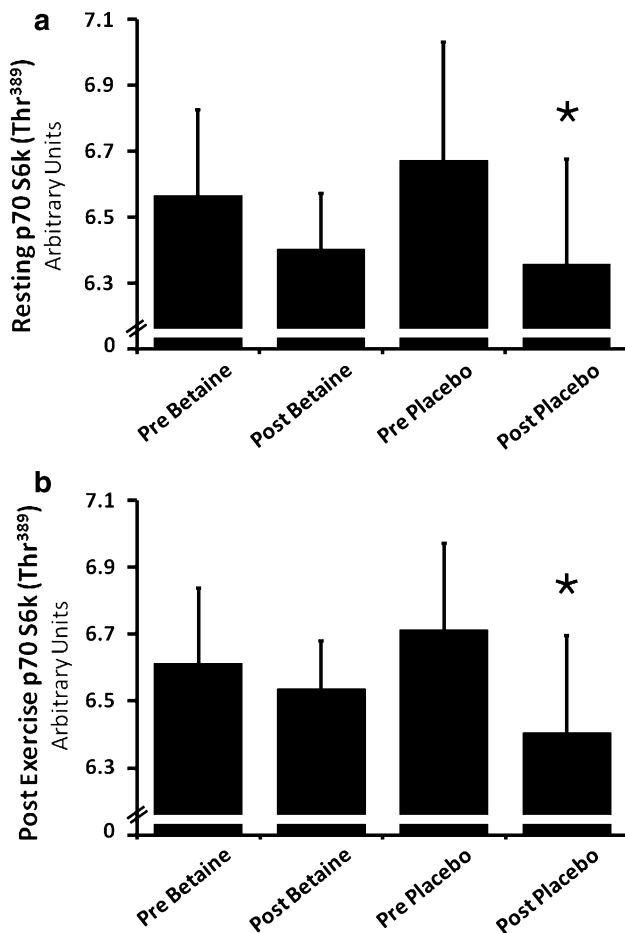 a
Resting p70 S6k (Thr³⁸⁹)
Arbitrary Units
7.1
6.9
6.7
6.5
6.3
0
*
Pre Betaine
Post Betaine
Pre Placebo
Post Placebo
b
Post Exercise p70 S6k (Thr³⁸⁹)
Arbitrary Units
7.1
6.9
6.7
6.5
6.3
0
*
Pre Betaine
Post Betaine
Pre Placebo
Post Placebo